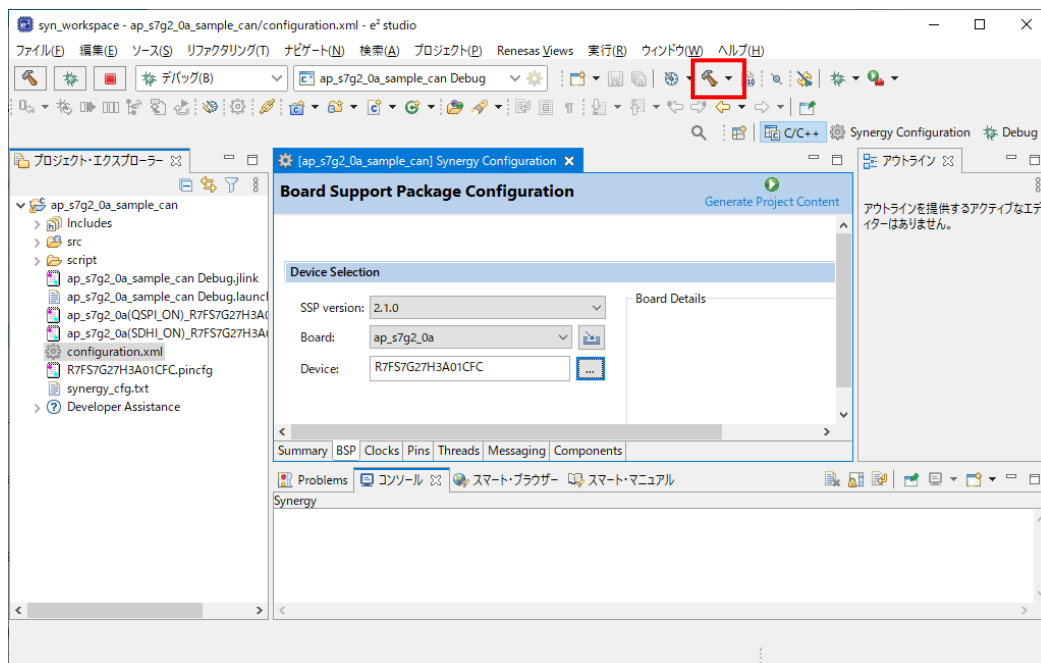 syn_workspace - ap_s7g2_0a_sample_can/configuration.xml - e² studio
ファイル(F) 編集(E) ソース(S) リファクタリング(T) ナビゲート(N) 検索(A) プロジェクト(P) Renesas Views 実行(R) ウィンドウ(W) ヘルプ(H)
デバッグ(B) ap_s7g2_0a_sample_can Debug
C/C++ Synergy Configuration Debug
プロジェクト・エクスプローラー
ap_s7g2_0a_sample_can
Includes
src
script
ap_s7g2_0a_sample_can Debug.jlink
ap_s7g2_0a_sample_can Debug.launcl
ap_s7g2_0a(QSPI_ON)_R7FS7G27H3A0
ap_s7g2_0a(SDHI_ON)_R7FS7G27H3A
configuration.xml
R7FS7G27H3A01CFC.pincfg
synergy_cfg.txt
Developer Assistance
[ap_s7g2_0a_sample_can] Synergy Configuration
Board Support Package Configuration
Generate Project Content
Device Selection
SSP version: 2.1.0
Board: ap_s7g2_0a
Device: R7FS7G27H3A01CFC
...
Board Details
Summary BSP Clocks Pins Threads Messaging Components
アウトライン
アウトラインを提供するアクティブなエデ
ィターはありません。
Problems コンソール スマート・ブラウザー スマート・マニュアル
Synergy